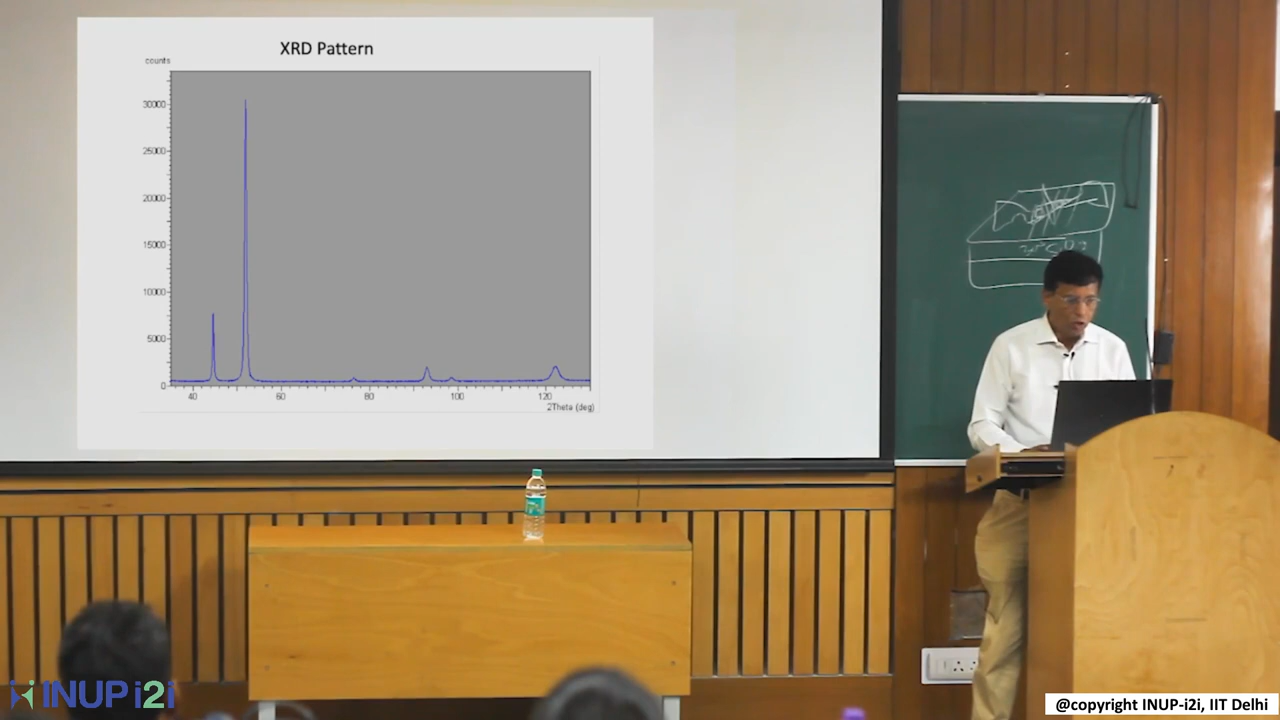 XRD Pattern
counts
30000
25000
20000
15000
10000
5000
0
40 60 80 100 120
2Theta (deg)
INUP i2i
@copyright INUP-i2i, IIT Delhi